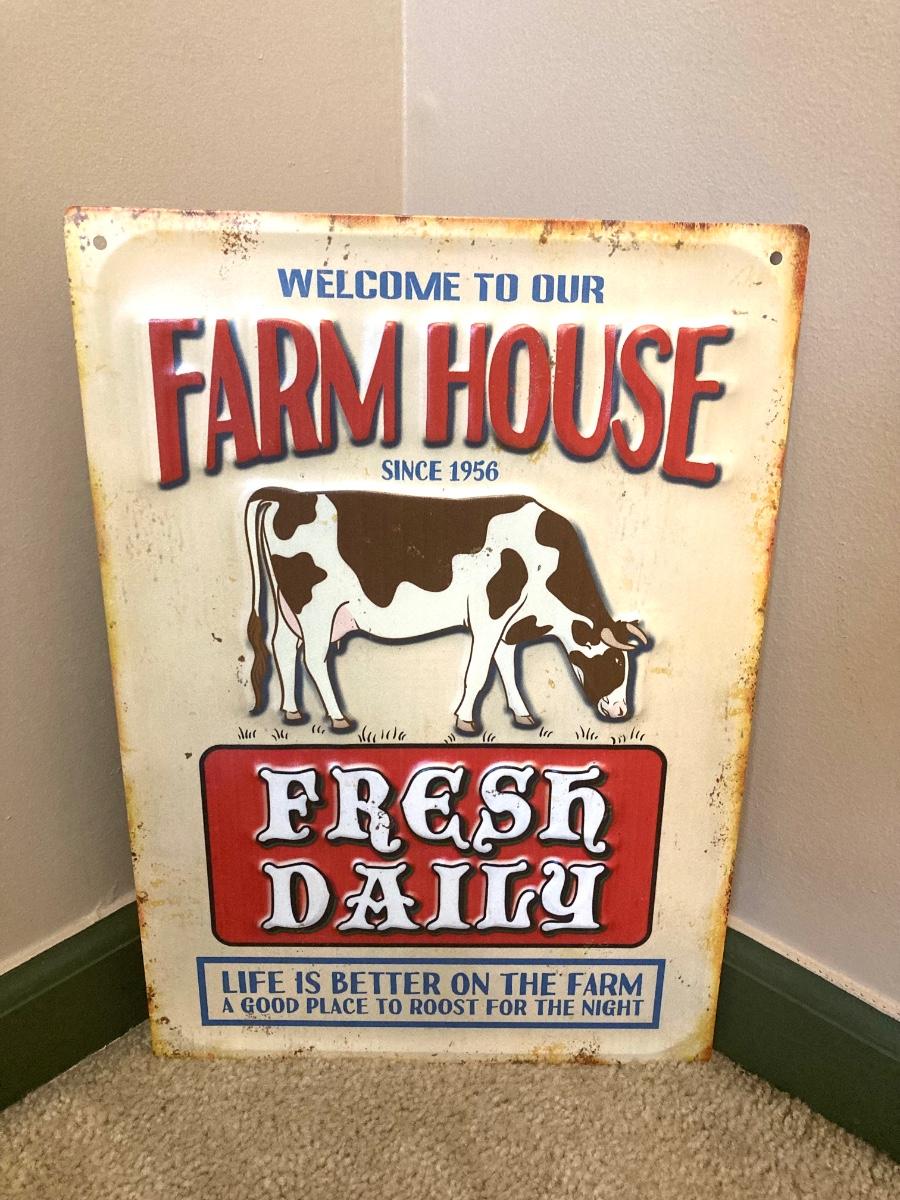 WELCOME TO OUR
FARM HOUSE
SINCE 1956
FRESh
DAILY
LIFE IS BETTER ON THE FARM
A GOOD PLACE TO ROOST FOR THE NIGHT